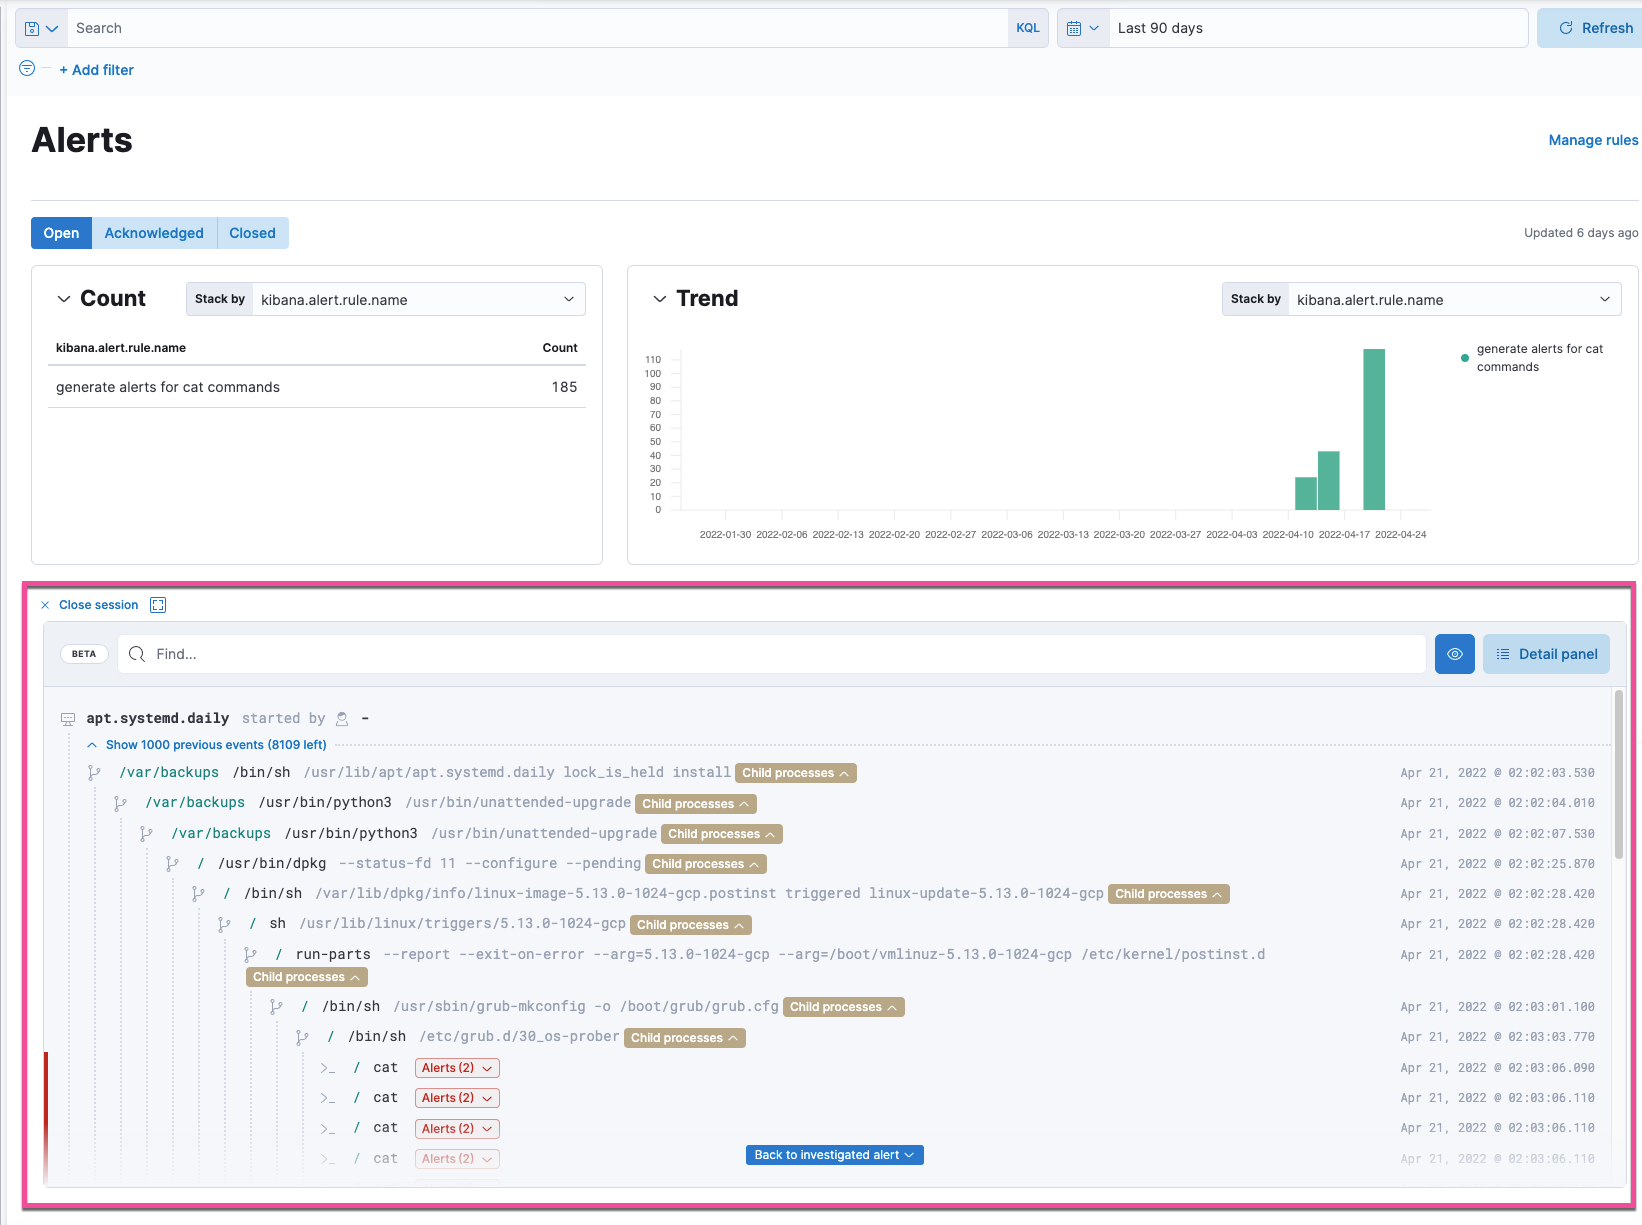 Search KQL Last 90 days Refresh
+ Add filter
Alerts
Manage rules
Open Acknowledged Closed
Updated 6 days ago
Count
Stack by kibana.alert.rule.name
kibana.alert.rule.name Count
generate alerts for cat commands 185
Trend
Stack by kibana.alert.rule.name
110
100
90
80
70
60
50
40
30
20
10
0
2022-01-30 2022-02-06 2022-02-13 2022-02-20 2022-02-27 2022-03-06 2022-03-13 2022-03-20 2022-03-27 2022-04-03 2022-04-10 2022-04-17 2022-04-24
generate alerts for cat
commands
Close session
BETA Find... Detail panel
apt.systemd.daily started by -
Show 1000 previous events (8109 left)
/var/backups /bin/sh /usr/lib/apt/apt.systemd.daily lock_is_held install Child processes Apr 21, 2022 @ 02:02:03.530
/var/backups /usr/bin/python3 /usr/bin/unattended-upgrade Child processes Apr 21, 2022 @ 02:02:04.010
/var/backups /usr/bin/python3 /usr/bin/unattended-upgrade Child processes Apr 21, 2022 @ 02:02:07.530
/ /usr/bin/dpkg --status-fd 11 --configure --pending Child processes Apr 21, 2022 @ 02:02:25.870
/ /bin/sh /var/lib/dpkg/info/linux-image-5.13.0-1024-gcp.postinst triggered linux-update-5.13.0-1024-gcp Child processes Apr 21, 2022 @ 02:02:28.420
/ sh /usr/lib/linux/triggers/5.13.0-1024-gcp Child processes Apr 21, 2022 @ 02:02:28.420
/ run-parts --report --exit-on-error --arg=5.13.0-1024-gcp --arg=/boot/vmlinuz-5.13.0-1024-gcp /etc/kernel/postinst.d Apr 21, 2022 @ 02:02:28.420
Child processes
/ /bin/sh /usr/sbin/grub-mkconfig -o /boot/grub/grub.cfg Child processes Apr 21, 2022 @ 02:03:01.100
/ /bin/sh /etc/grub.d/30_os-prober Child processes Apr 21, 2022 @ 02:03:03.770
>_ / cat Alerts (2) Apr 21, 2022 @ 02:03:06.090
>_ / cat Alerts (2) Apr 21, 2022 @ 02:03:06.110
>_ / cat Alerts (2) Apr 21, 2022 @ 02:03:06.110
>_ / cat Alerts (2) Apr 21, 2022 @ 02:03:06.110
Back to investigated alert